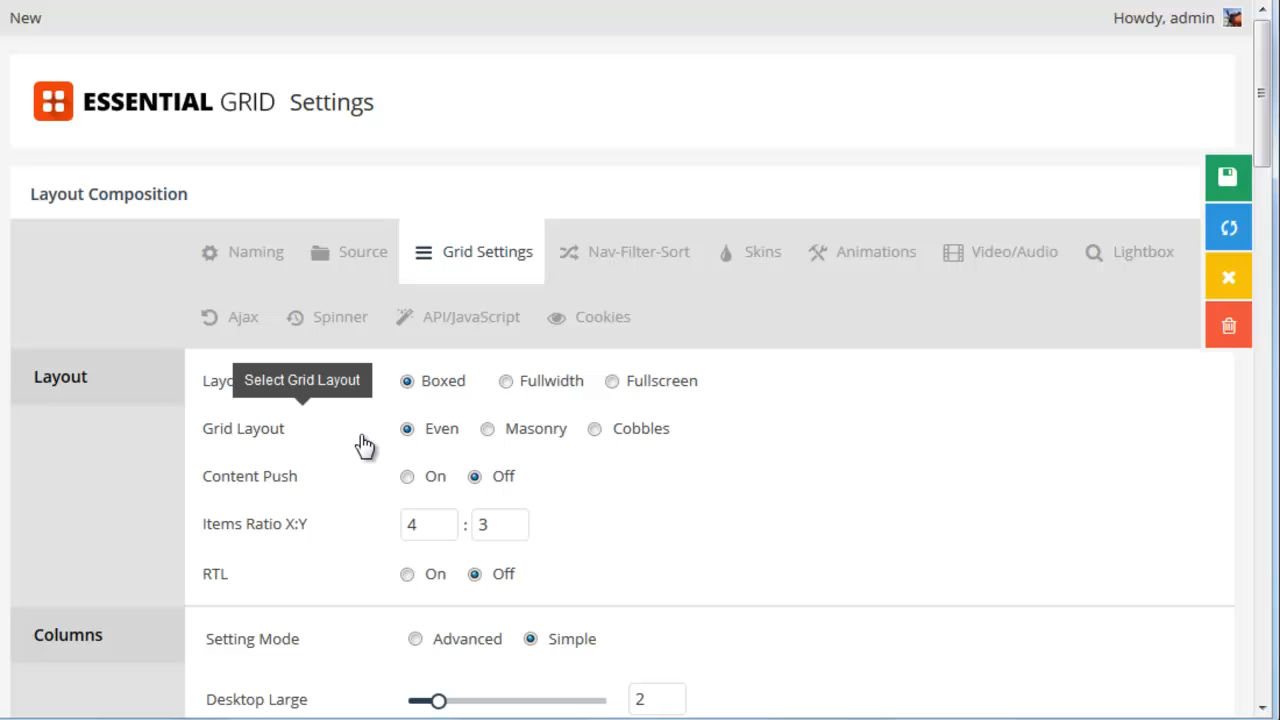 New
Howdy, admin
ESSENTIAL GRID Settings
Layout Composition
Naming Source Grid Settings Nav-Filter-Sort Skins Animations Video/Audio Lightbox
Ajax Spinner API/JavaScript Cookies
Layout
Select Grid Layout
Boxed Fullwidth Fullscreen
Grid Layout Even Masonry Cobbles
Content Push On Off
Items Ratio X:Y 4 : 3
RTL On Off
Columns
Setting Mode Advanced Simple
Desktop Large 2